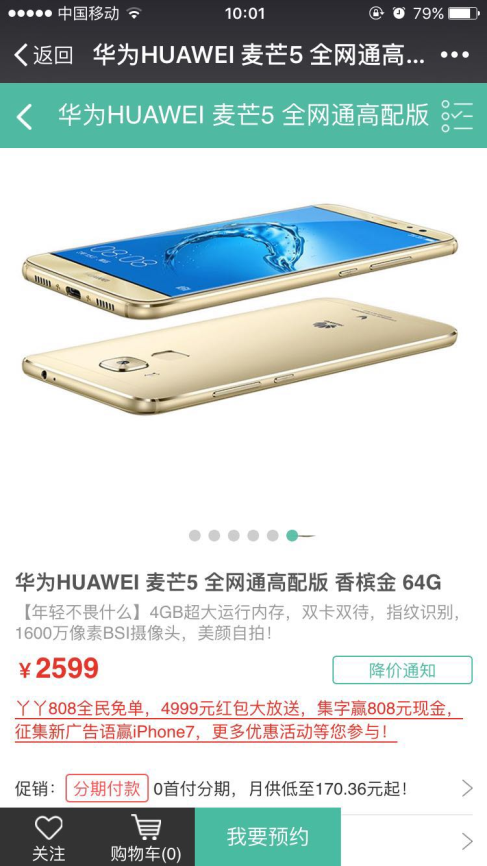 中国移动 10:01 79%
返回 华为HUAWEI 麦芒5 全网通高...
华为HUAWEI 麦芒5 全网通高配版
08:08
HUAWEI
华为HUAWEI 麦芒5 全网通高配版 香槟金 64G
【年轻不畏什么】4GB超大运行内存，双卡双待，指纹识别，
1600万像素BSI摄像头，美颜自拍！
¥2599 降价通知
丫丫808全民免单，4999元红包大放送，集字赢808元现金，
征集新广告语赢iPhone7，更多优惠活动等您参与！
促销： 分期付款 0首付分期，月供低至170.36元起！
关注 购物车(0) 我要预约